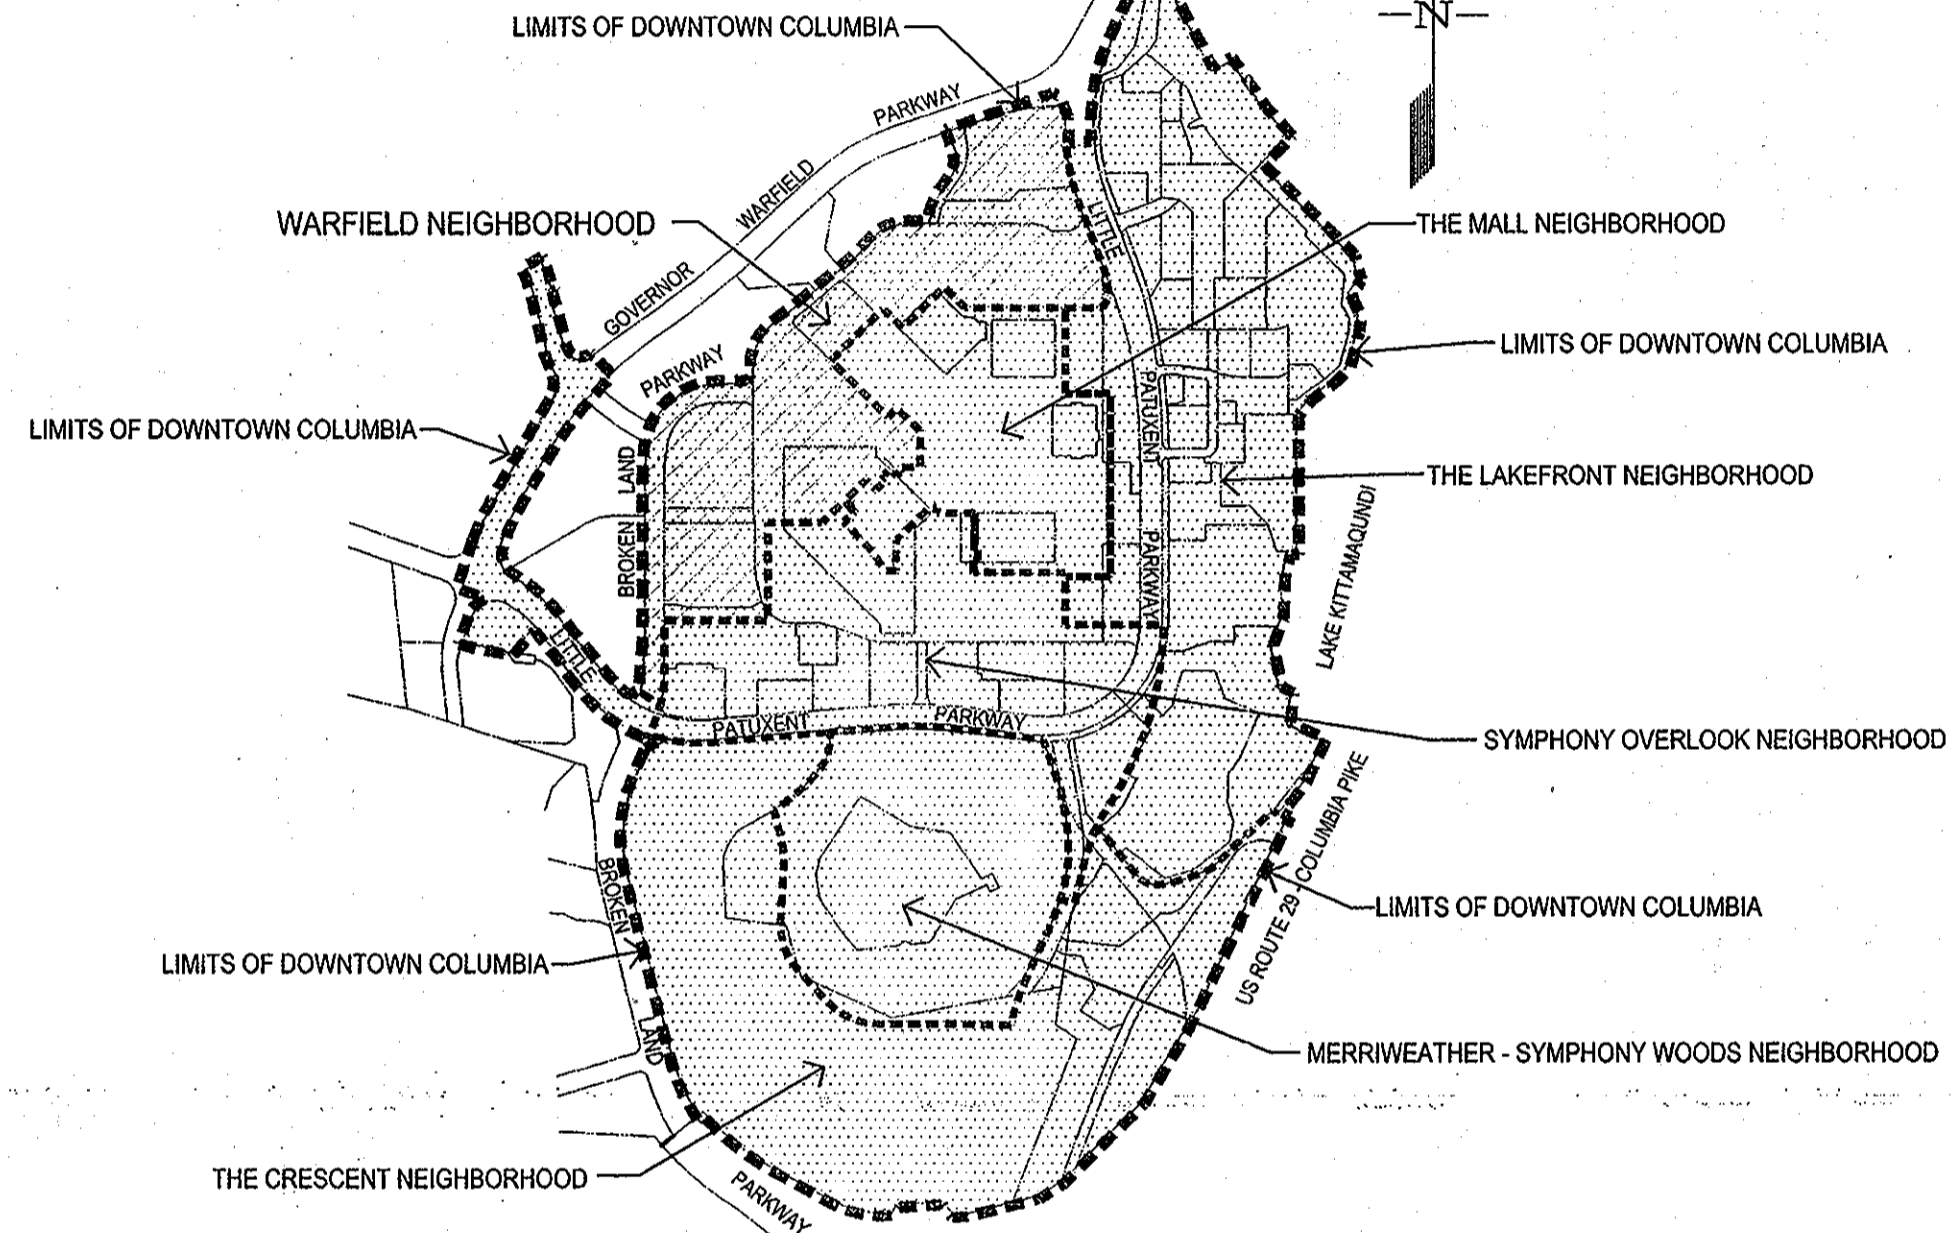 LIMITS OF DOWNTOWN COLUMBIA
N
PARKWAY
WARFIELD
WARFIELD NEIGHBORHOOD
THE MALL NEIGHBORHOOD
LITTLE
GOVERNOR
LIMITS OF DOWNTOWN COLUMBIA
PARKWAY
PATUXENT
LIMITS OF DOWNTOWN COLUMBIA
LAND
THE LAKEFRONT NEIGHBORHOOD
BROKEN
PARKWAY
LAKE KITTAMAQUNDI
LITTLE
PATUXENT
PARKWAY
SYMPHONY OVERLOOK NEIGHBORHOOD
US ROUTE 29 - COLUMBIA PIKE
BROKEN
LIMITS OF DOWNTOWN COLUMBIA
LIMITS OF DOWNTOWN COLUMBIA
LAND
MERRIWEATHER - SYMPHONY WOODS NEIGHBORHOOD
THE CRESCENT NEIGHBORHOOD
PARKWAY